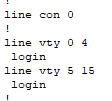 !
line con 0
!
line vty 0 4
 login
line vty 5 15
 login
!